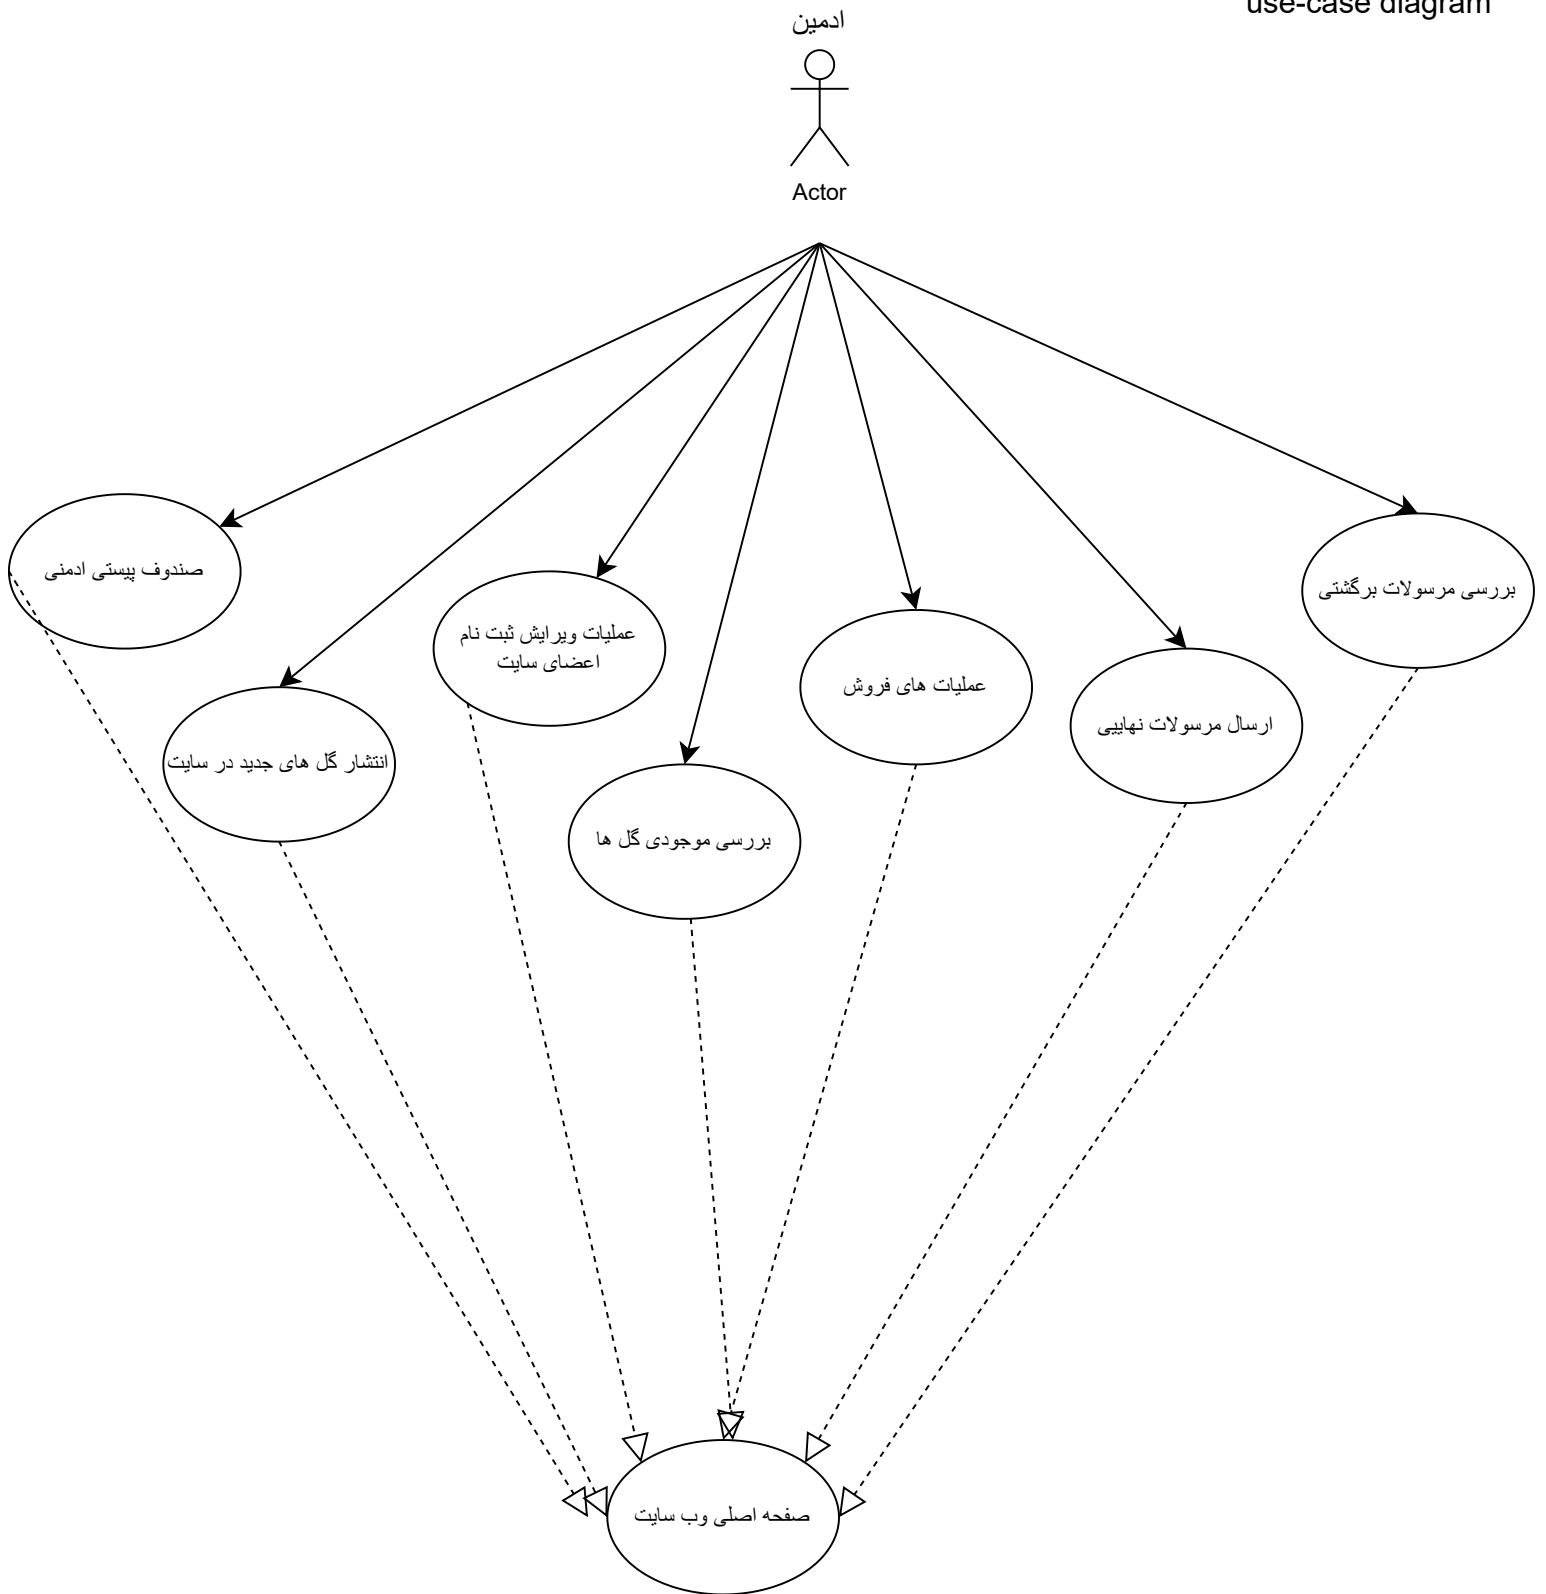 use-case diagram
ادمین
Actor
صندوف پیستی ادمنی
بررسی مرسولات برگشتی
عملیات ویرایش ثبت نام
اعضای سایت
عملیات های فروش
ارسال مرسولات نهاییی
انتشار گل های جدید در سایت
بررسی موجودی گل ها
صفحه اصلی وب سایت